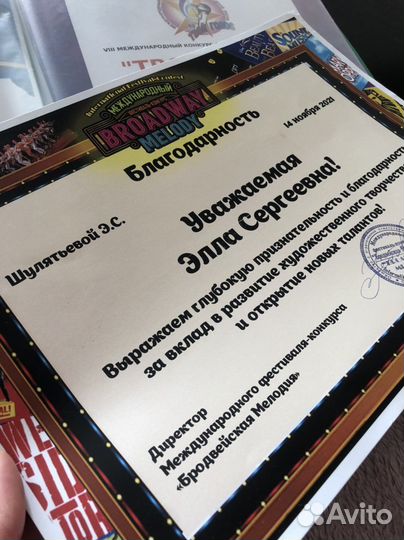 VIII МЕЖДУНАРОДНЫЙ КОНКУРС
International Festival Contest
МЕЖДУНАРОДНЫЙ
BROADWAY
MELODY
Благодарность
14 ноября 2021
Шулятьевой Э.С.
Уважаемая
Элла Сергеевна!
Выражаем глубокую признательность и благодарность
за вклад в развитие художественного творчества
и открытие новых талантов!
Директор
Международного фестиваля-конкурса
«Бродвейская Мелодия»
Avito